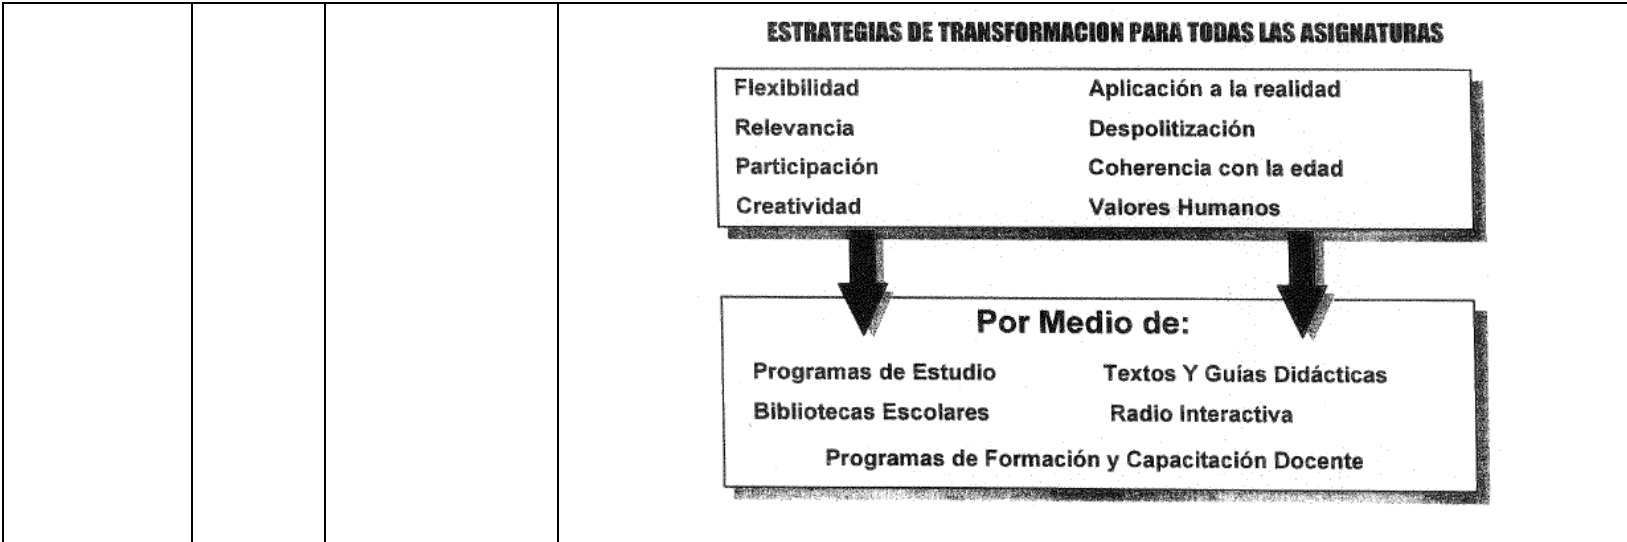 ESTRATEGIAS DE TRANSFORMACION PARA TODAS LAS ASIGNATURAS
Flexibilidad Aplicación a la realidad
Relevancia Despolitización
Participación Coherencia con la edad
Creatividad Valores Humanos
Por Medio de:
Programas de Estudio Textos Y Guías Didácticas
Bibliotecas Escolares Radio Interactiva
Programas de Formación y Capacitación Docente